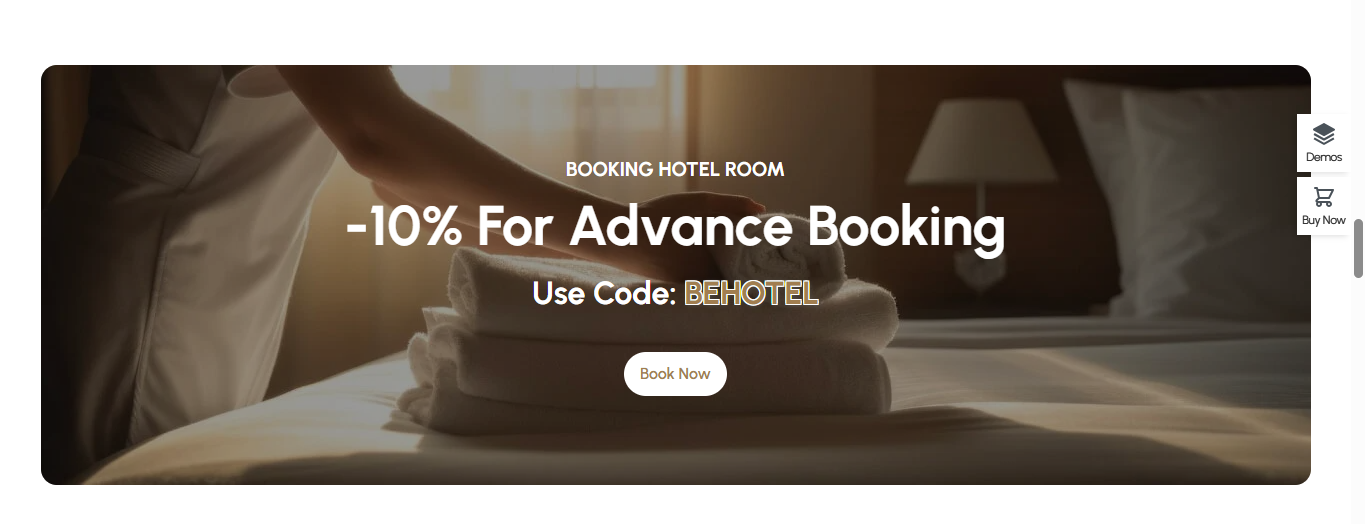 BOOKING HOTEL ROOM
-10% For Advance Booking
Use Code: BEHOTEL
Book Now
Demos
Buy Now